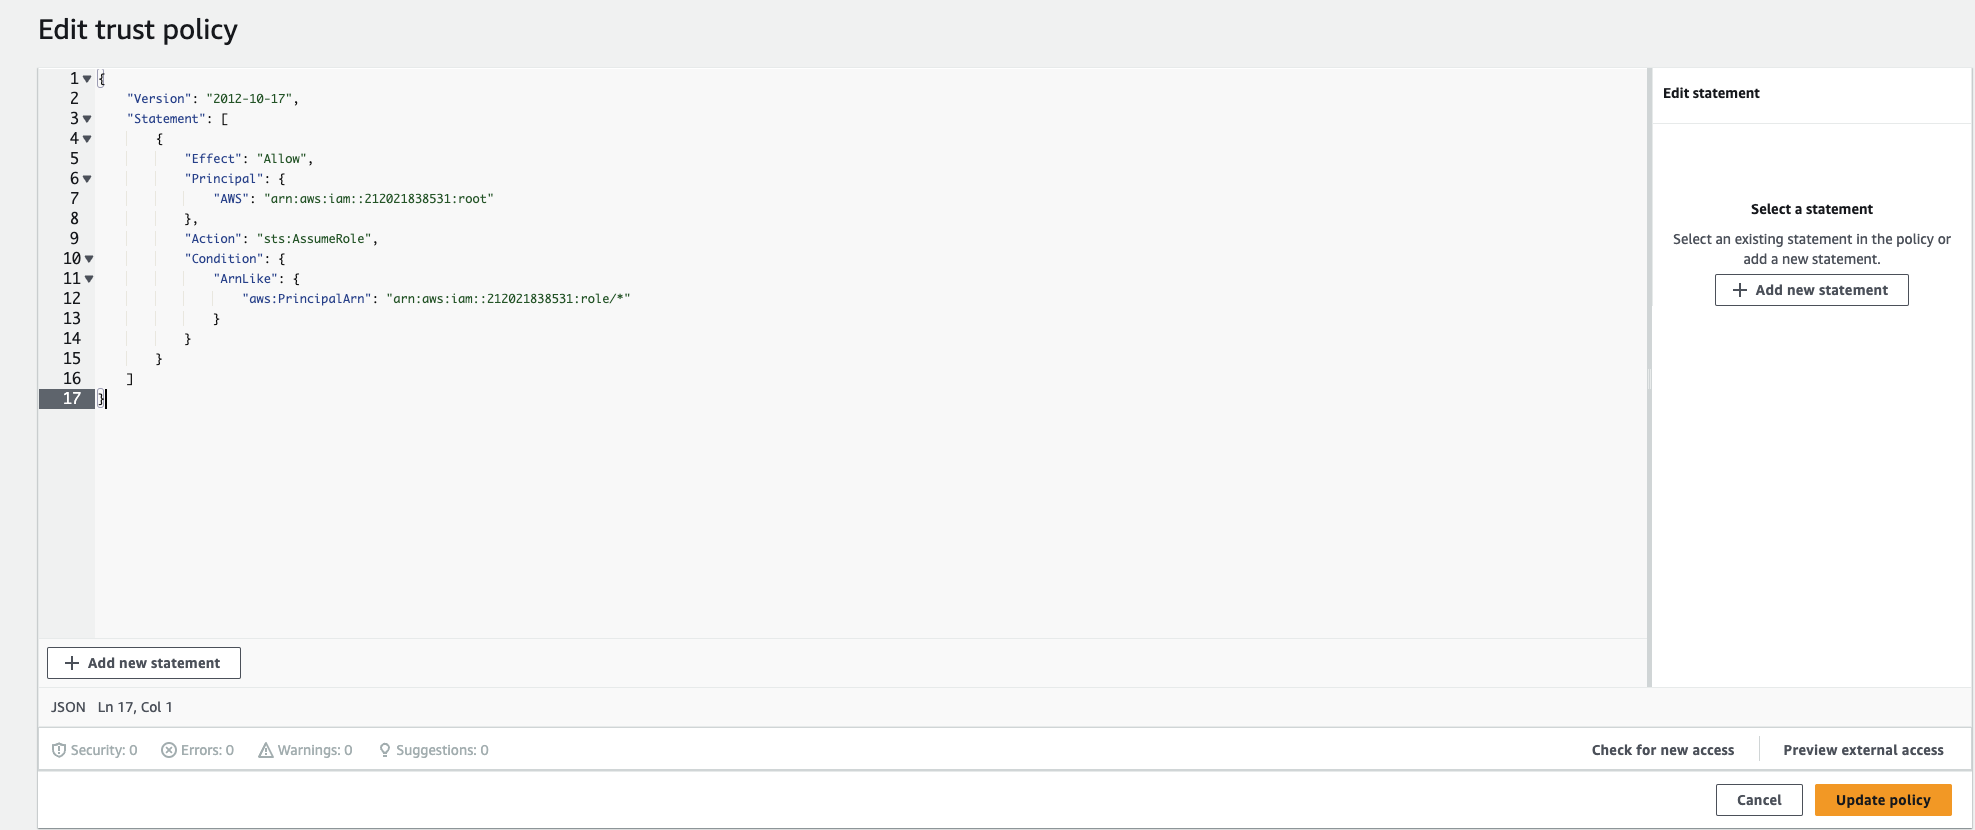 Edit trust policy
1 {
2 "Version": "2012-10-17",
3 "Statement": [
4 {
5 "Effect": "Allow",
6 "Principal": {
7 "AWS": "arn:aws:iam::212021838531:root"
8 },
9 "Action": "sts:AssumeRole",
10 "Condition": {
11 "ArnLike": {
12 "aws:PrincipalArn": "arn:aws:iam::212021838531:role/*"
13 }
14 }
15 }
16 ]
17 }
Edit statement
Select a statement
Select an existing statement in the policy or
add a new statement.
+ Add new statement
+ Add new statement
JSON Ln 17, Col 1
Security: 0 Errors: 0 Warnings: 0 Suggestions: 0
Check for new access Preview external access
Cancel Update policy